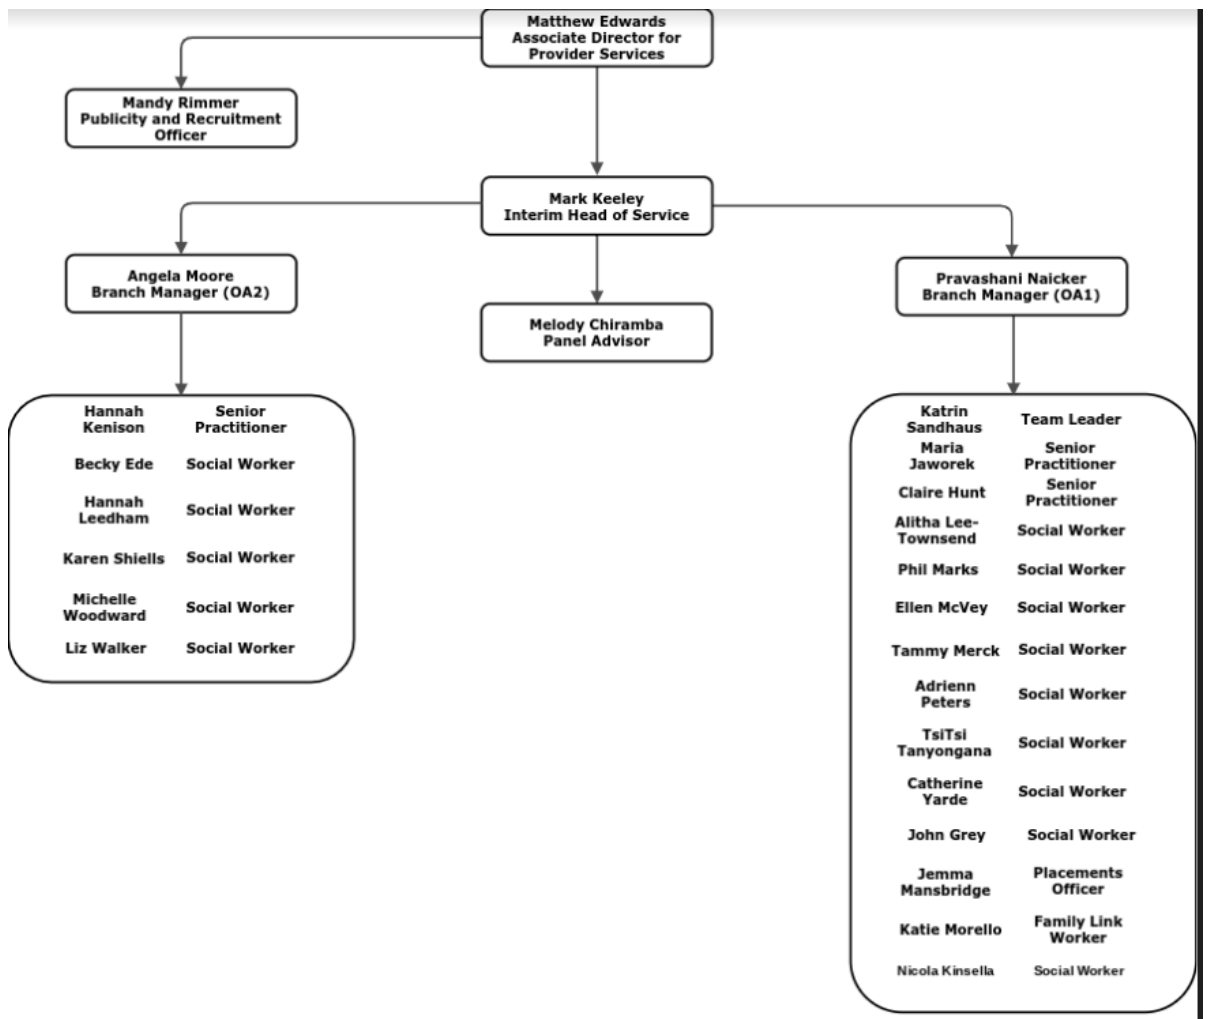 Matthew Edwards
Associate Director for
Provider Services
Mandy Rimmer
Publicity and Recruitment
Officer
Mark Keeley
Interim Head of Service
Angela Moore
Branch Manager (OA2)
Melody Chiramba
Panel Advisor
Pravashani Naicker
Branch Manager (OA1)
Hannah
Kenison
Senior
Practitioner
Becky Ede
Social Worker
Hannah
Leedham
Social Worker
Karen Shiells
Social Worker
Michelle
Woodward
Social Worker
Liz Walker
Social Worker
Katrin
Sandhaus
Team Leader
Maria
Jaworek
Senior
Practitioner
Claire Hunt
Senior
Practitioner
Alitha Lee-
Townsend
Social Worker
Phil Marks
Social Worker
Ellen McVey
Social Worker
Tammy Merck
Social Worker
Adrienn
Peters
Social Worker
TsiTsi
Tanyongana
Social Worker
Catherine
Yarde
Social Worker
John Grey
Social Worker
Jemma
Mansbridge
Placements
Officer
Katie Morello
Family Link
Worker
Nicola Kinsella
Social Worker